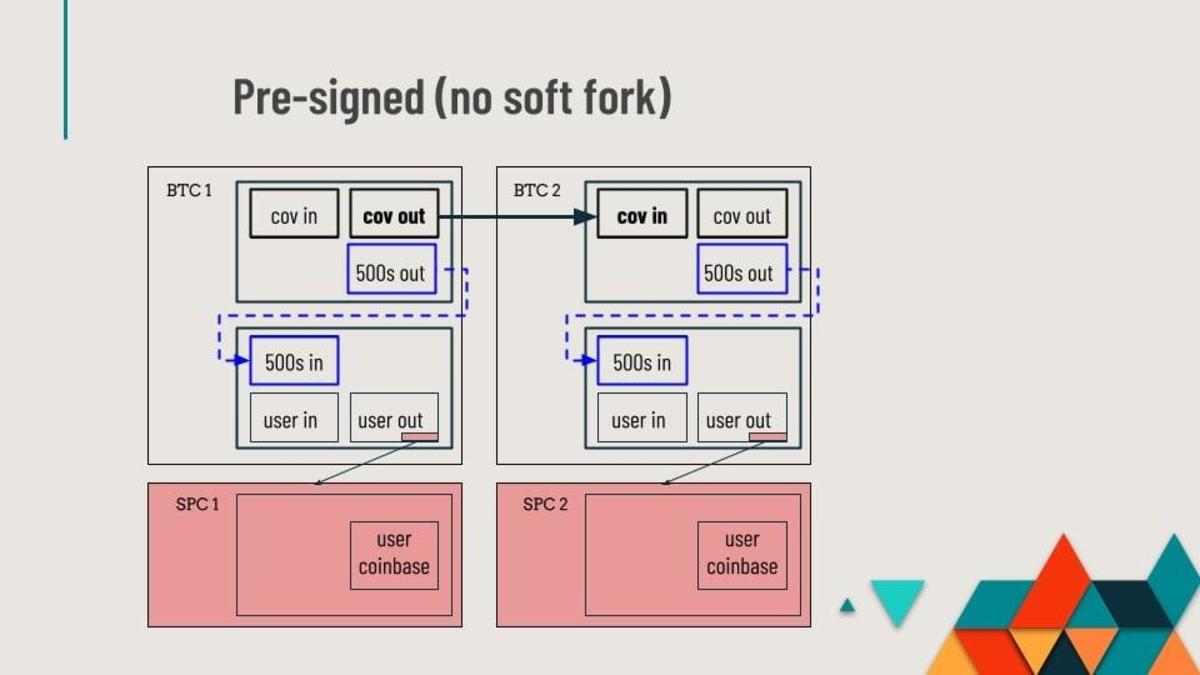 Pre-signed (no soft fork)
BTC 1
cov in
cov out
500s out
500s in
user in
user out
BTC 2
cov in
cov out
500s out
500s in
user in
user out
SPC 1
user
coinbase
SPC 2
user
coinbase